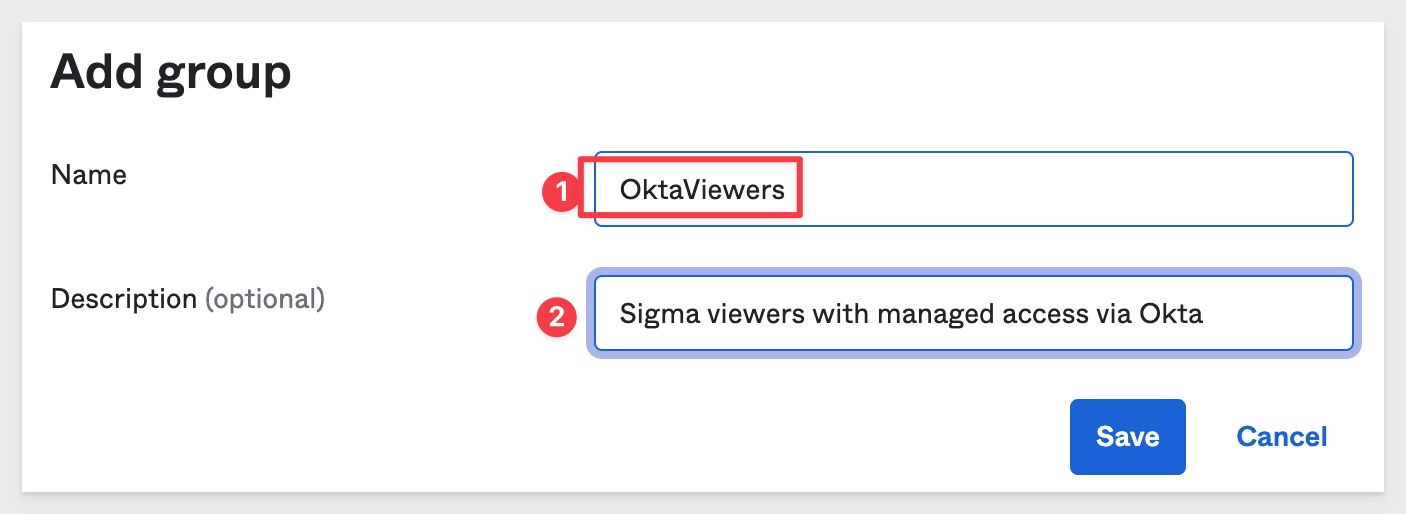 Add group
Name
1
OktaViewers
Description (optional)
2
Sigma viewers with managed access via Okta
Save
Cancel